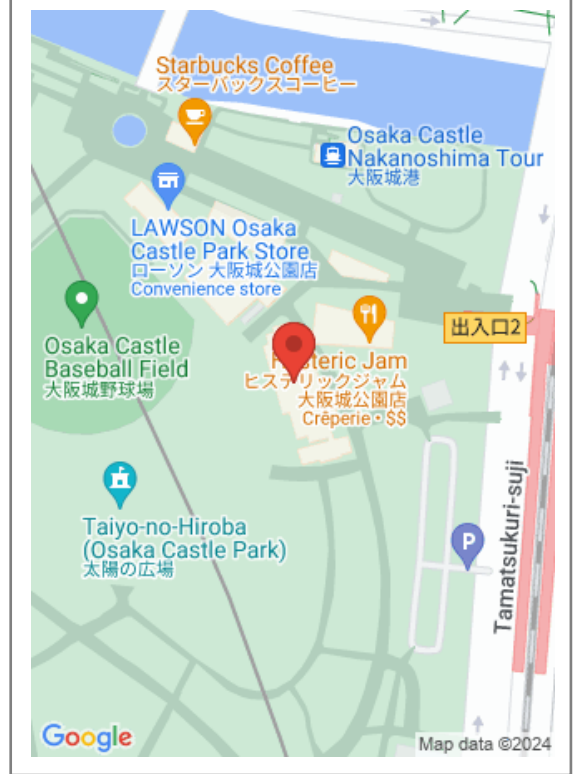 Starbucks Coffee
スターバックスコーヒー
Osaka Castle
Nakanoshima Tour
大阪城港
LAWSON Osaka
Castle Park Store
ローソン 大阪城公園店
Convenience store
出入口2
Osaka Castle
Baseball Field
大阪城野球場
Jam
ヒステリックジャム
大阪城公園店
Crêperie • $$
Taiyo-no-Hiroba
(Osaka Castle Park)
太陽の広場
P
Tamatsukuri-suji
Google
Map data ©2024